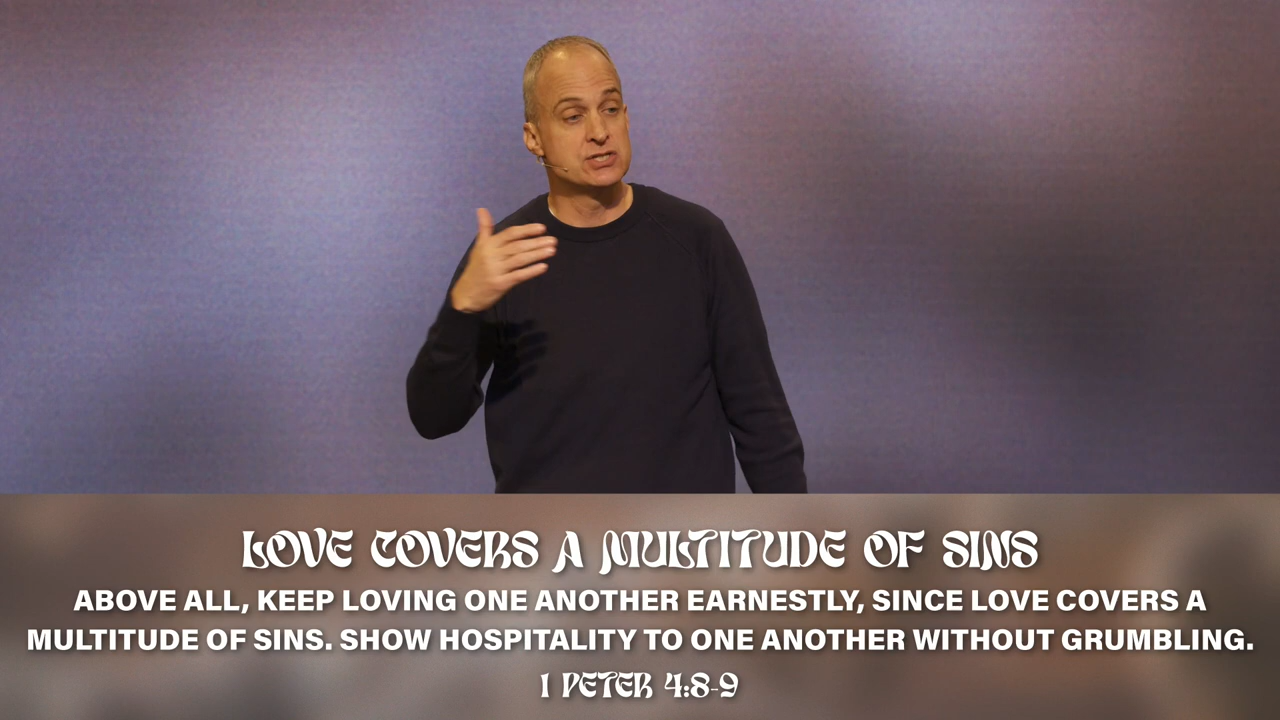 LOVE COVERS A MULTITUDE OF SINS
ABOVE ALL, KEEP LOVING ONE ANOTHER EARNESTLY, SINCE LOVE COVERS A
MULTITUDE OF SINS. SHOW HOSPITALITY TO ONE ANOTHER WITHOUT GRUMBLING.
1 PETER 4:8-9